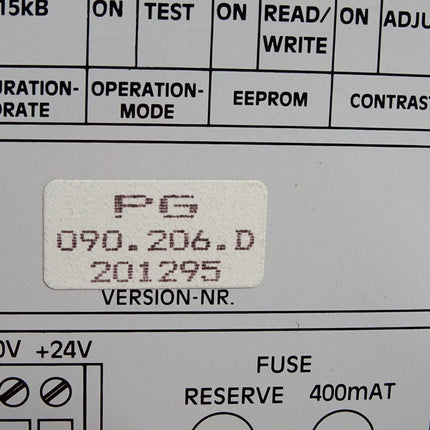 15kB ON TEST ON READ/ ON
WRITE
OPERATION- EEPROM
MODE
PG
090.206.D
201295
VERSION-NR.
+24V FUSE
RESERVE 400mAT